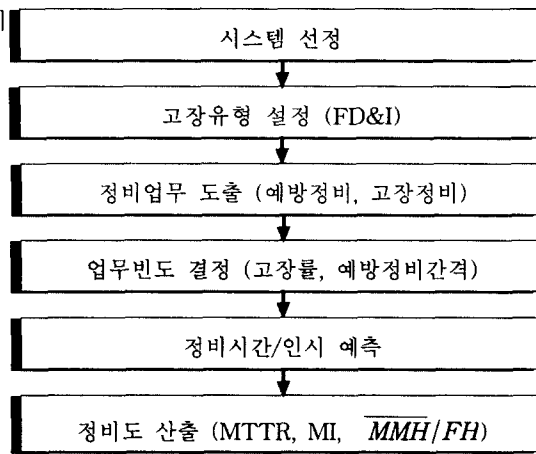 시스템 선정
고장유형 설정 (FD&I)
정비업무 도출 (예방정비, 고장정비)
업무빈도 결정 (고장률, 예방정비간격)
정비시간/인시 예측
정비도 산출 (MTTR, MI, MMH/FH)